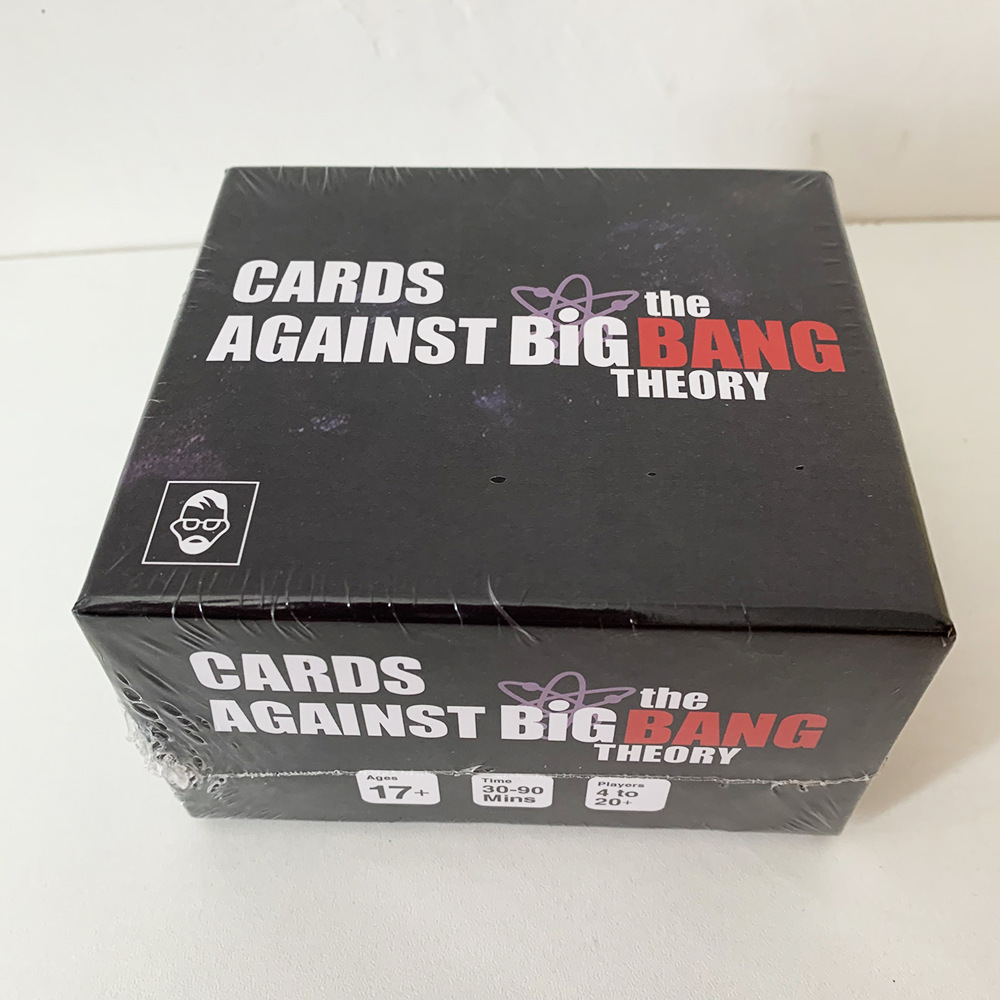 CARDS
AGAINST BiG the BANG
THEORY
CARDS
AGAINST BiG the BANG
THEORY
Ages
17+
Time
30-90
Mins
Players
4 to
20+